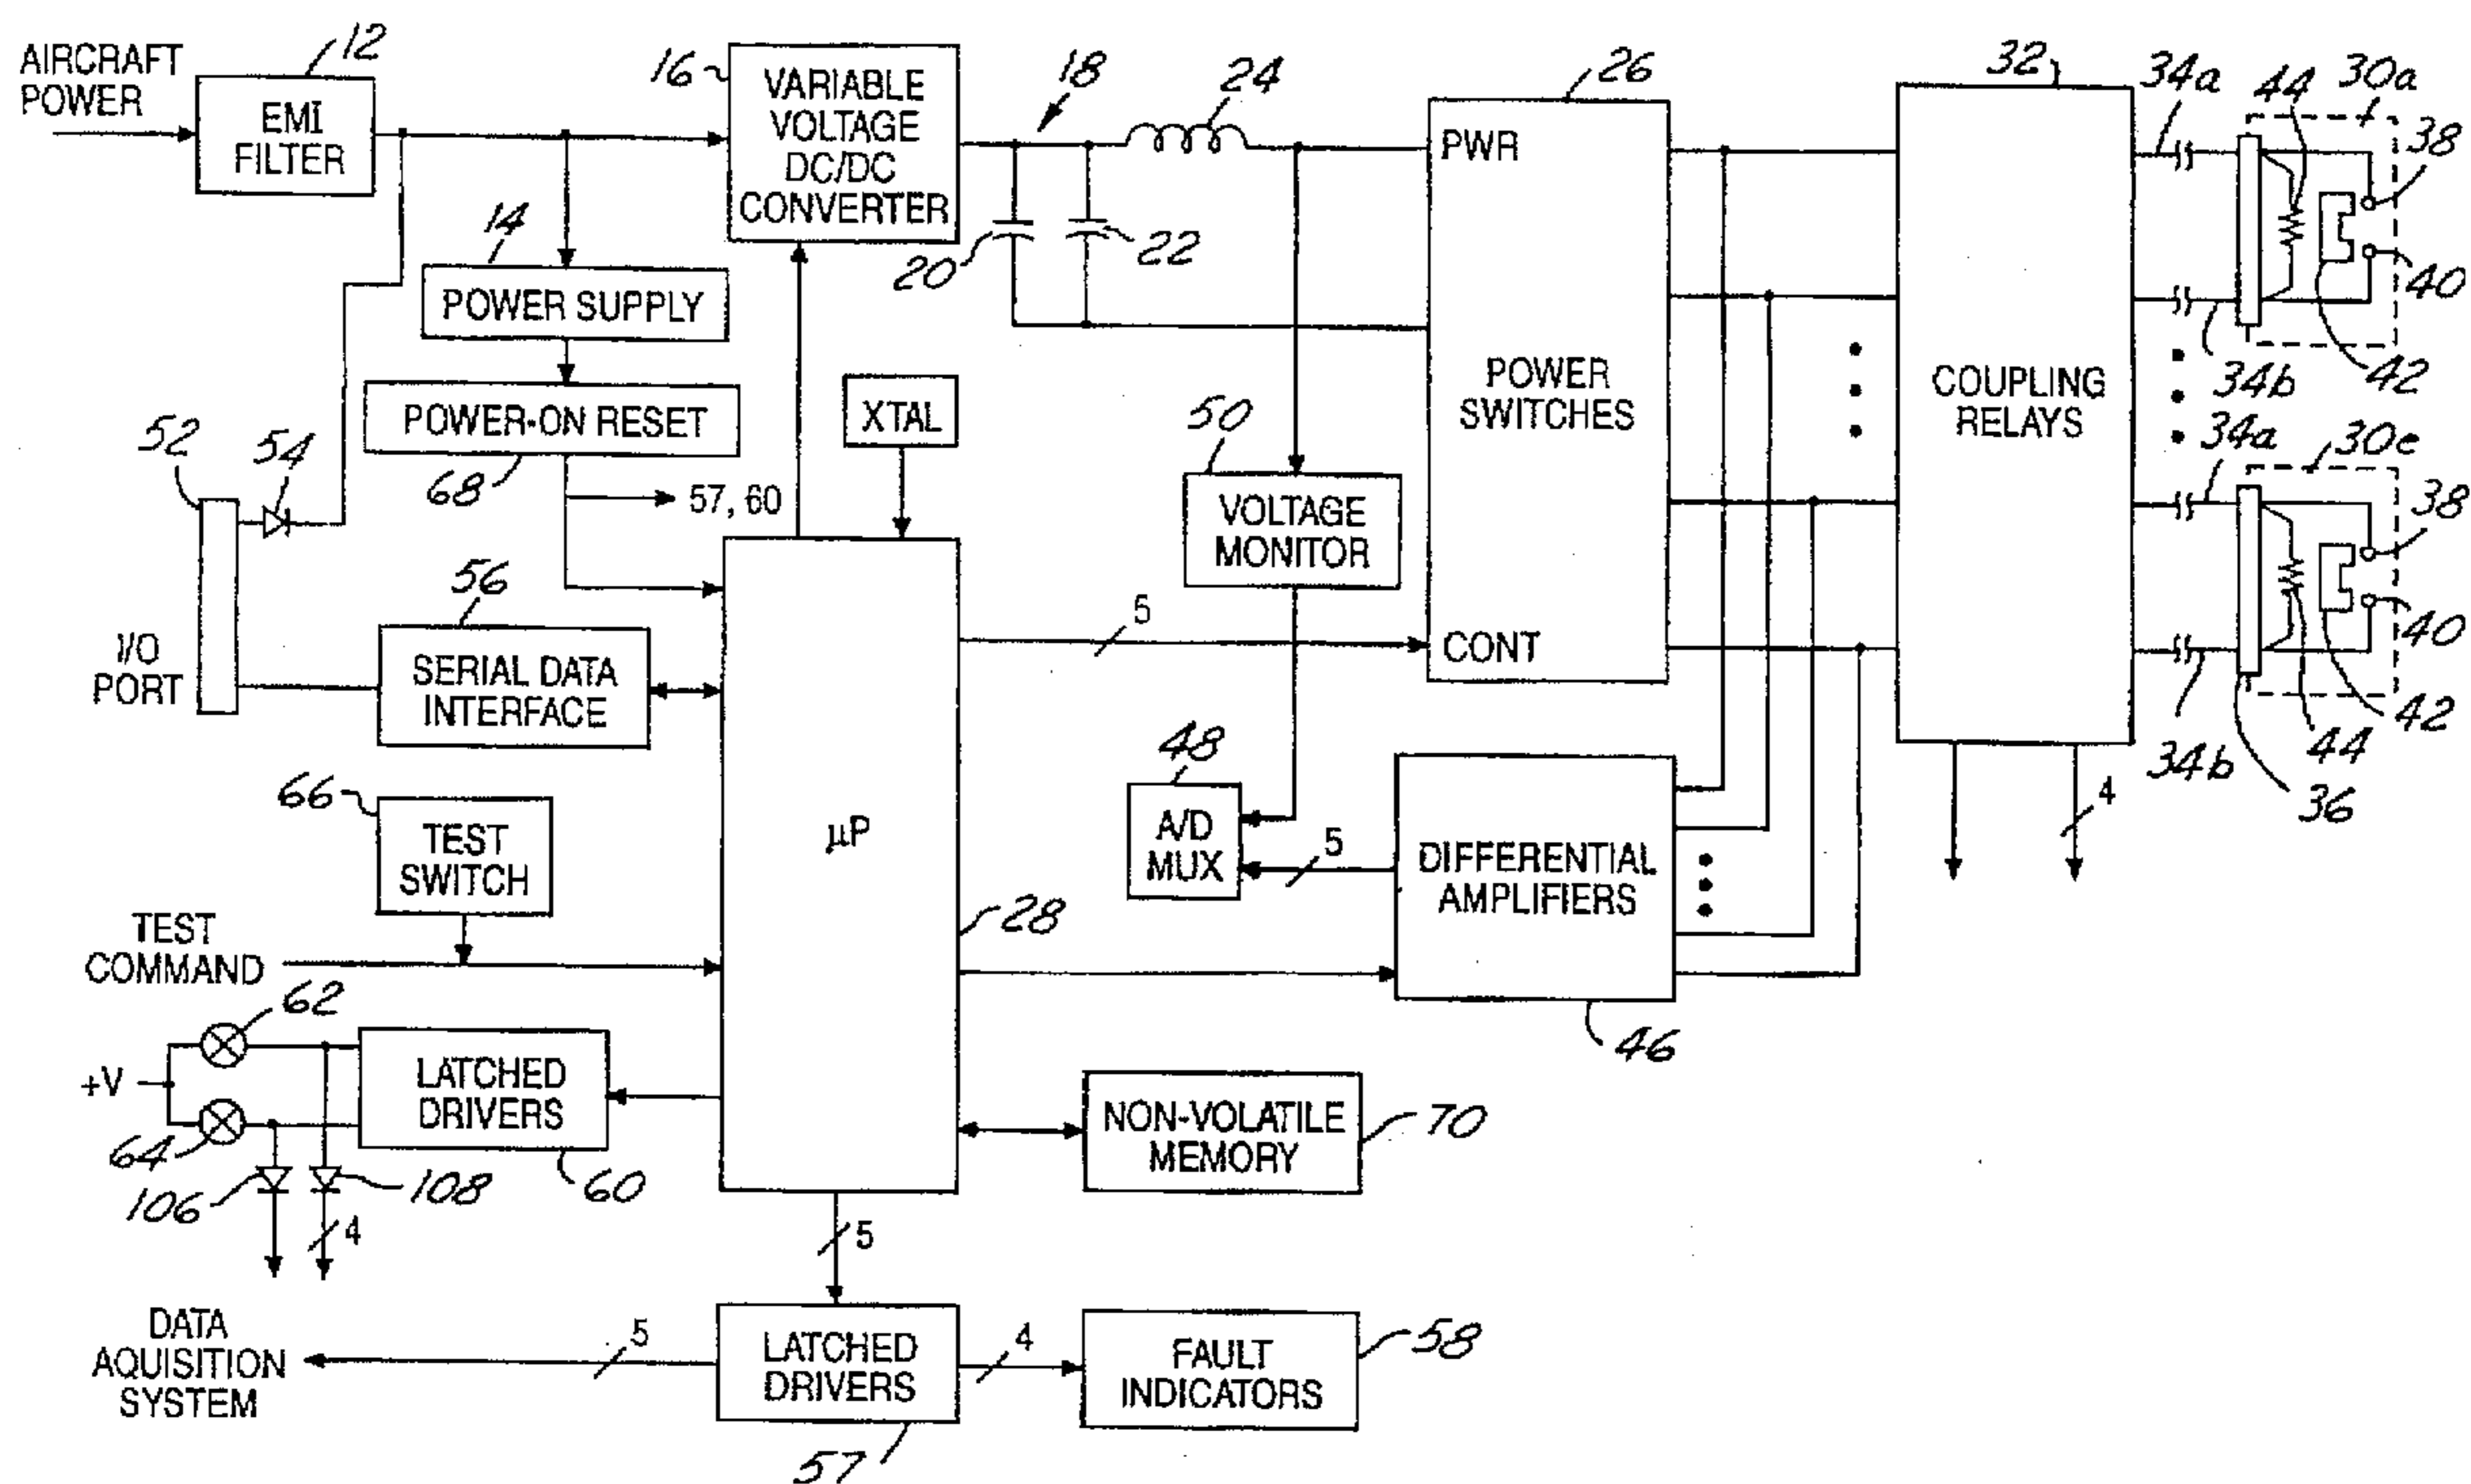 AIRCRAFT
POWER
12
EMI
FILTER
16
VARIABLE
VOLTAGE
DC/DC
CONVERTER
18
24
20
22
26
PWR
POWER
SWITCHES
CONT
32
COUPLING
RELAYS
34a
44
30a
38
40
42
34b
34a
30e
38
40
42
44
34b
36
4
14
POWER SUPPLY
POWER-ON RESET
68
57, 60
XTAL
50
VOLTAGE
MONITOR
52
54
I/O
PORT
56
SERIAL DATA
INTERFACE
5
66
TEST
SWITCH
TEST
COMMAND
μP
28
48
A/D
MUX
5
DIFFERENTIAL
AMPLIFIERS
46
62
+V
64
LATCHED
DRIVERS
60
106
108
4
NON-VOLATILE
MEMORY
70
5
DATA
AQUISITION
SYSTEM
5
LATCHED
DRIVERS
57
4
FAULT
INDICATORS
58